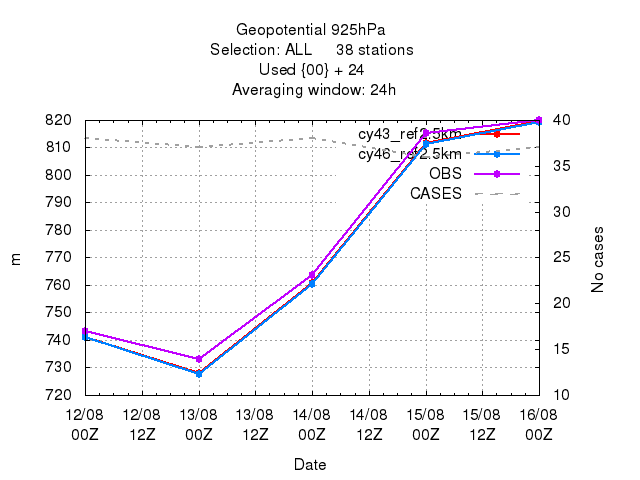 Geopotential 925hPa
Selection: ALL     38 stations
Used {00} + 24
Averaging window: 24h
820
810
800
790
780
770
760
750
740
730
720
m
40
35
30
25
20
15
10
No cases
cy43_ref2.5km
cy46_ref2.5km
OBS
CASES
12/08 00Z
12/08 12Z
13/08 00Z
13/08 12Z
14/08 00Z
14/08 12Z
15/08 00Z
15/08 12Z
16/08 00Z
Date